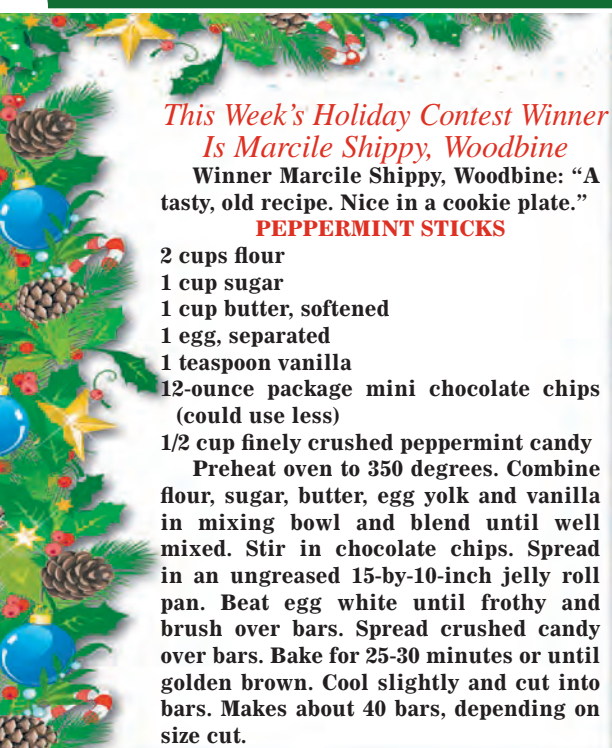 This Week's Holiday Contest Winner
Is Marcile Shippy, Woodbine
Winner Marcile Shippy, Woodbine: “A
tasty, old recipe. Nice in a cookie plate.”
PEPPERMINT STICKS
2 cups flour
1 cup sugar
1 cup butter, softened
1 egg, separated
1 teaspoon vanilla
12-ounce package mini chocolate chips
(could use less)
1/2 cup finely crushed peppermint candy
Preheat oven to 350 degrees. Combine
flour, sugar, butter, egg yolk and vanilla
in mixing bowl and blend until well
mixed. Stir in chocolate chips. Spread
in an ungreased 15-by-10-inch jelly roll
pan. Beat egg white until frothy and
brush over bars. Spread crushed candy
over bars. Bake for 25-30 minutes or until
golden brown. Cool slightly and cut into
bars. Makes about 40 bars, depending on
size cut.